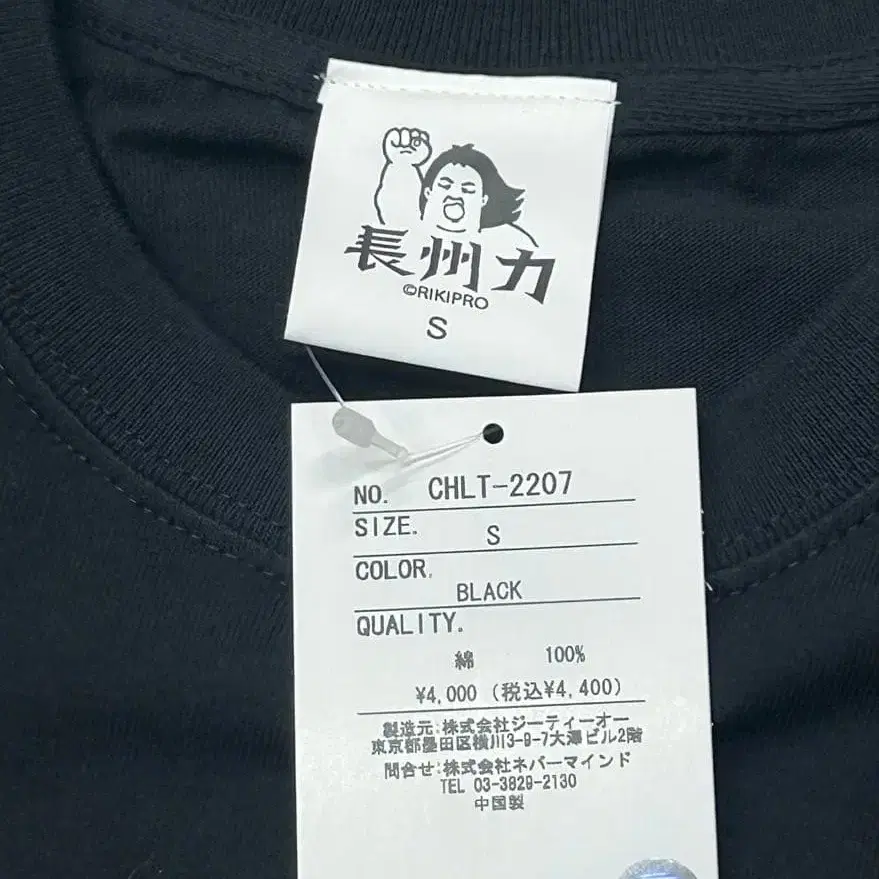 長州力
©RIKIPRO
S
NO. CHLT-2207
SIZE. S
COLOR. BLACK
QUALITY.
綿 100%
¥4,000 (税込¥4,400)
製造元:株式会社ジーティーオー
東京都墨田区横川3-9-7大澤ビル2階
問合せ:株式会社ネバーマインド
TEL 03-3829-2130
中国製